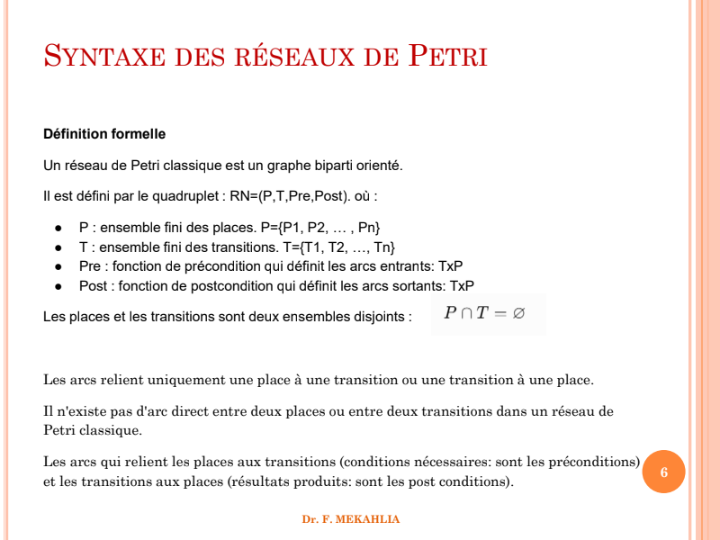 SYNTAXE DES RÉSEAUX DE PETRI
Définition formelle
Un réseau de Petri classique est un graphe biparti orienté.
Il est défini par le quadruplet : RN=(P,T,Pre,Post). où :
● P : ensemble fini des places. P={P1, P2, … , Pn}
● T : ensemble fini des transitions. T={T1, T2, …, Tn}
● Pre : fonction de précondition qui définit les arcs entrants: TxP
● Post : fonction de postcondition qui définit les arcs sortants: TxP
Les places et les transitions sont deux ensembles disjoints : P ∩ T = ∅
Les arcs relient uniquement une place à une transition ou une transition à une place.
Il n'existe pas d'arc direct entre deux places ou entre deux transitions dans un réseau de
Petri classique.
Les arcs qui relient les places aux transitions (conditions nécessaires: sont les préconditions)
et les transitions aux places (résultats produits: sont les post conditions).
6
Dr. F. MEKAHLIA